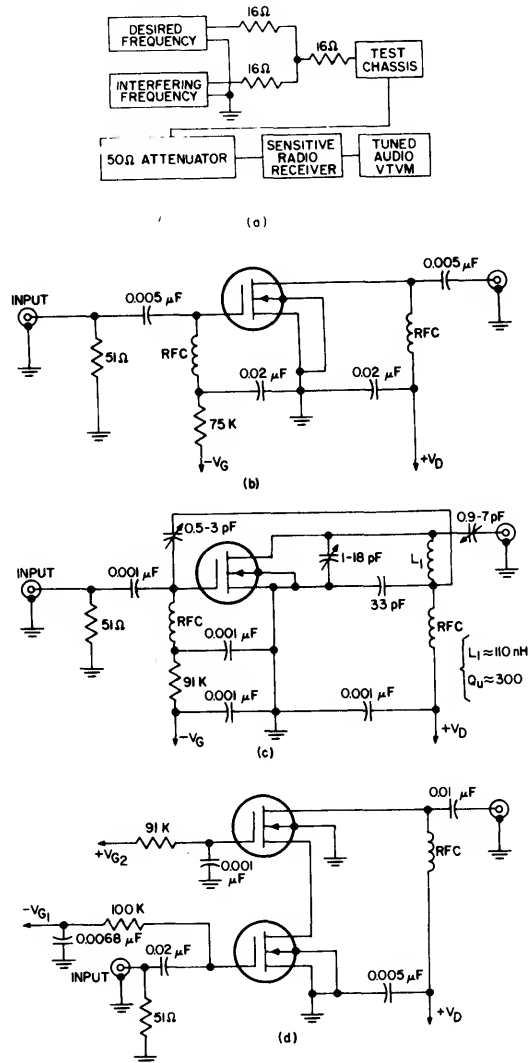 16Ω
DESIRED
FREQUENCY
16Ω
TEST
CHASSIS
INTERFERING
FREQUENCY
16Ω
50Ω ATTENUATOR
SENSITIVE
RADIO
RECEIVER
TUNED
AUDIO
VTVM
(a)
INPUT
0.005 μF
0.005 μF
51Ω
RFC
RFC
0.02 μF
0.02 μF
75 K
-VG
+VD
(b)
0.5-3 pF
0.9-7 pF
INPUT
0.001 μF
1-18 pF
L1
33 pF
51Ω
RFC
0.001 μF
RFC
91 K
0.001 μF
0.001 μF
L1≈110 nH
Qu≈300
-VG
+VD
(c)
0.01 μF
91 K
+VG2
0.001
μF
RFC
-VG1
100K
0.0068 μF
0.02 μF
INPUT
0.005 μF
51Ω
+VD
(d)